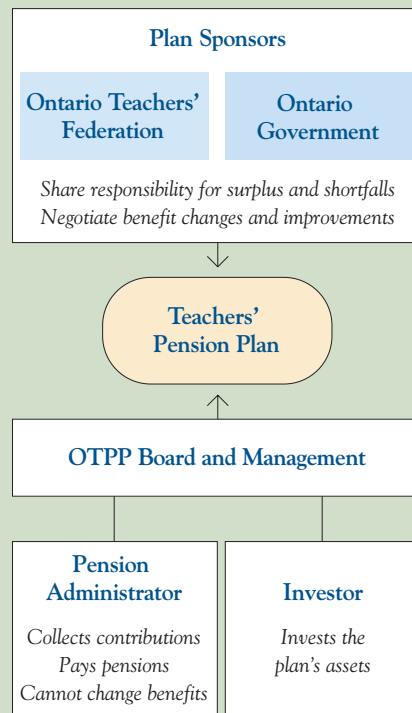 Plan Sponsors
Ontario Teachers’
Federation
Ontario
Government
Share responsibility for surplus and shortfalls
Negotiate benefit changes and improvements
Teachers’
Pension Plan
OTPP Board and Management
Pension
Administrator
Collects contributions
Pays pensions
Cannot change benefits
Investor
Invests the
plan’s assets